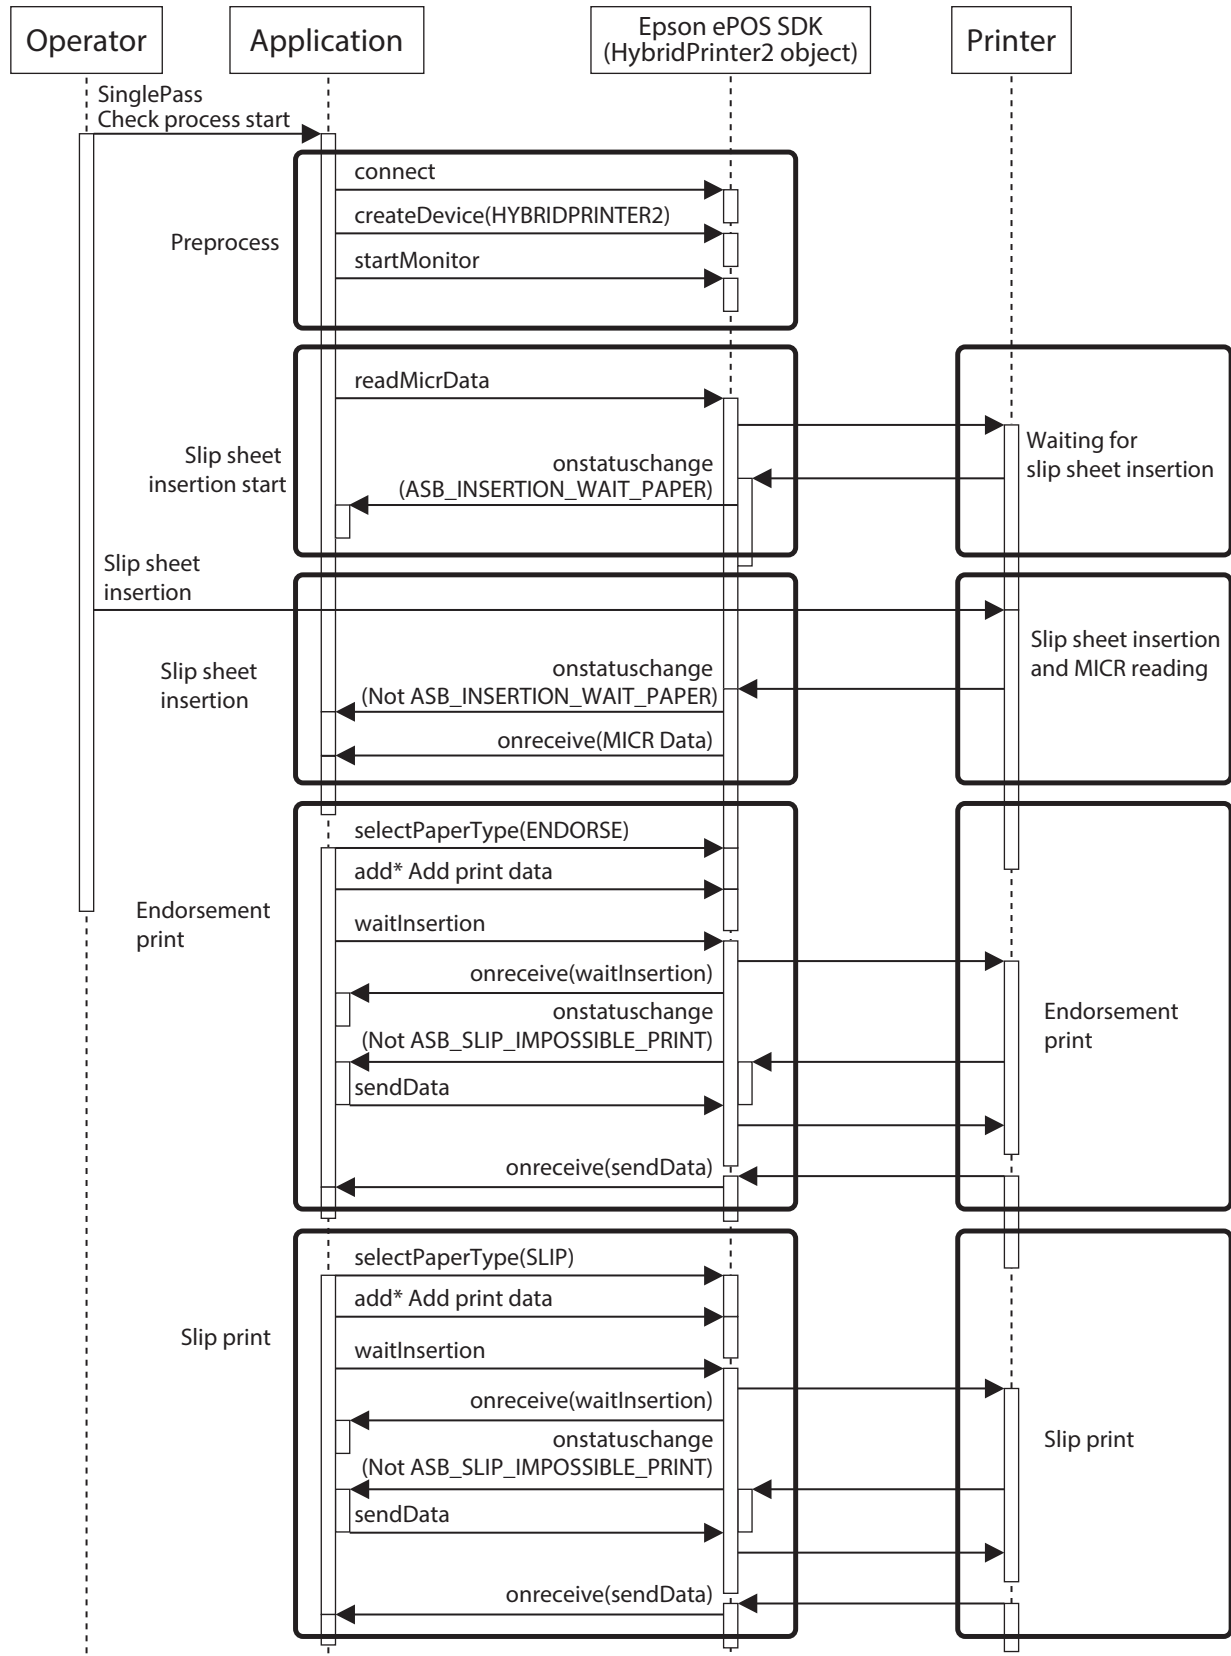 Operator
Application
Epson ePOS SDK
(HybridPrinter2 object)
Printer
SinglePass
Check process start
connect
createDevice(HYBRIDPRINTER2)
Preprocess
startMonitor
readMicrData
Waiting for
slip sheet insertion
Slip sheet
insertion start
onstatuschange
(ASB_INSERTION_WAIT_PAPER)
Slip sheet
insertion
Slip sheet insertion
and MICR reading
Slip sheet
insertion
onstatuschange
(Not ASB_INSERTION_WAIT_PAPER)
onreceive(MICR Data)
selectPaperType(ENDORSE)
add* Add print data
Endorsement
print
waitInsertion
onreceive(waitInsertion)
onstatuschange
(Not ASB_SLIP_IMPOSSIBLE_PRINT)
Endorsement
print
sendData
onreceive(sendData)
selectPaperType(SLIP)
add* Add print data
Slip print
waitInsertion
onreceive(waitInsertion)
onstatuschange
(Not ASB_SLIP_IMPOSSIBLE_PRINT)
Slip print
sendData
onreceive(sendData)